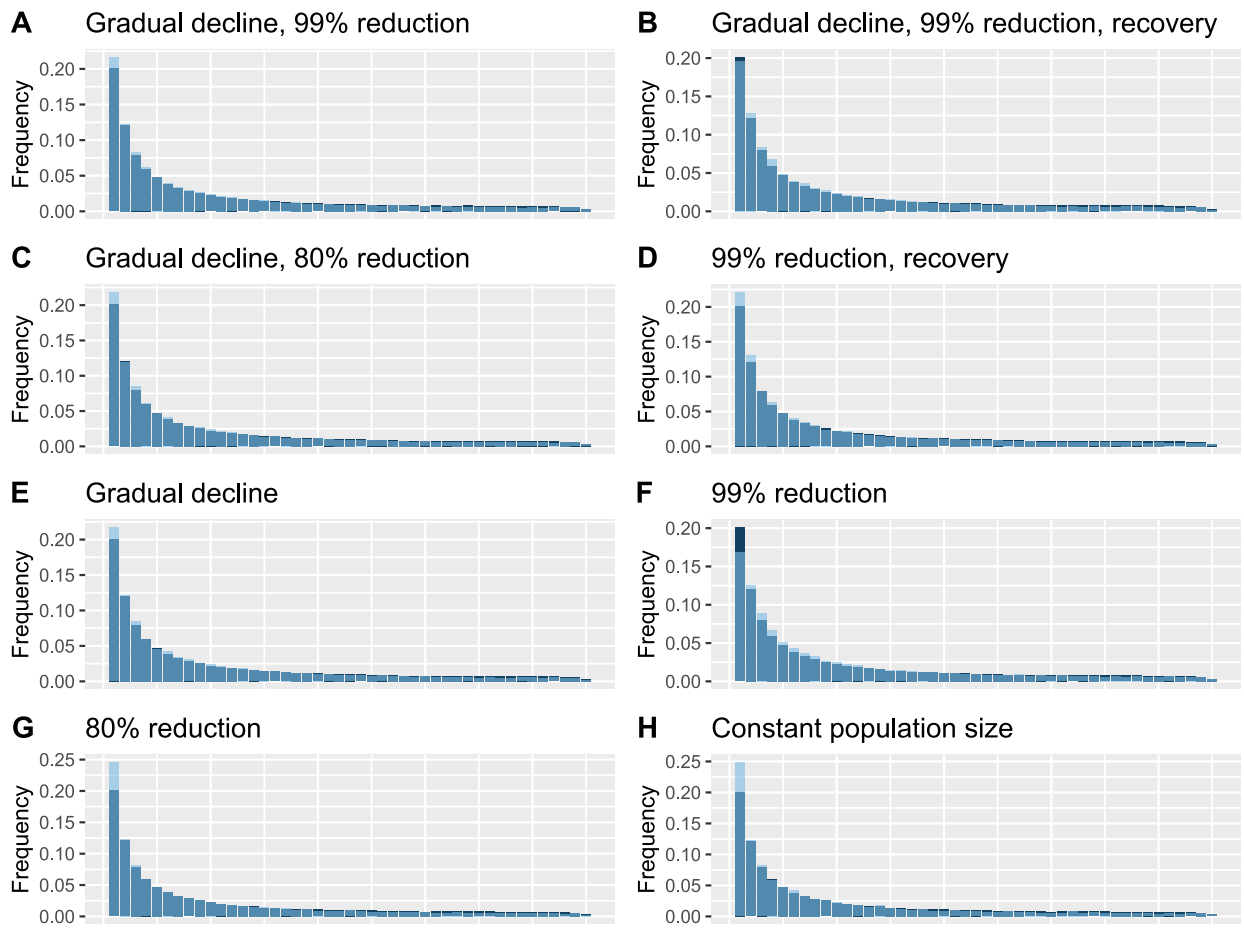 A Gradual decline, 99% reduction
Frequency
0.20
0.15
0.10
0.05
0.00
B Gradual decline, 99% reduction, recovery
Frequency
0.20
0.15
0.10
0.05
0.00
C Gradual decline, 80% reduction
Frequency
0.20
0.15
0.10
0.05
0.00
D 99% reduction, recovery
Frequency
0.20
0.15
0.10
0.05
0.00
E Gradual decline
Frequency
0.20
0.15
0.10
0.05
0.00
F 99% reduction
Frequency
0.20
0.15
0.10
0.05
0.00
G 80% reduction
Frequency
0.25
0.20
0.15
0.10
0.05
0.00
H Constant population size
Frequency
0.25
0.20
0.15
0.10
0.05
0.00